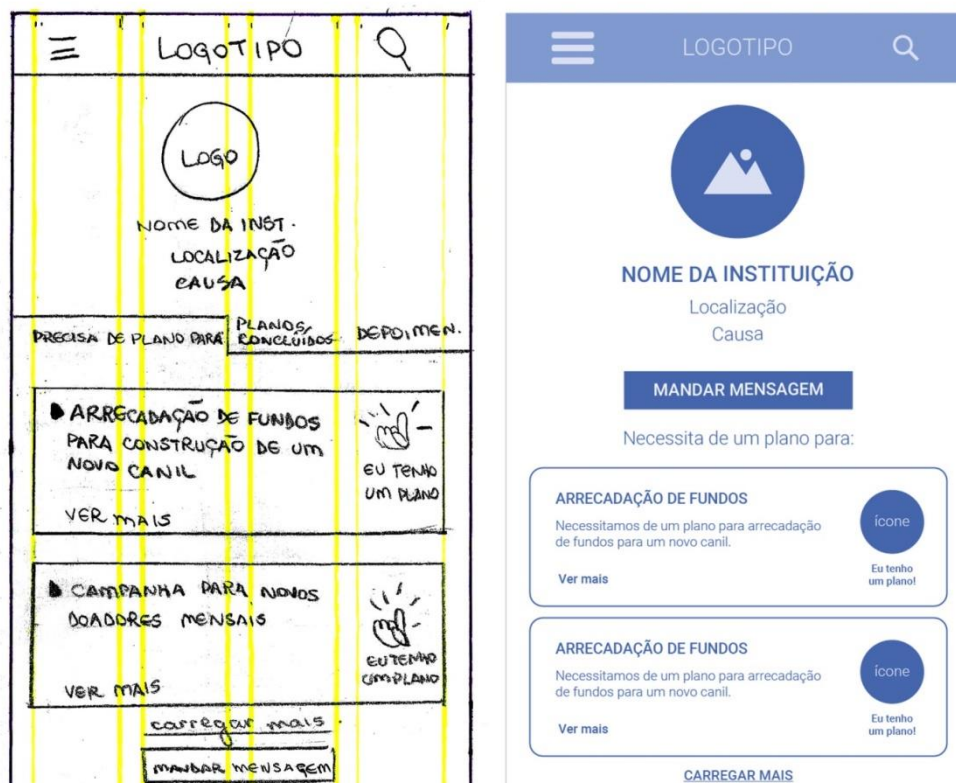 LOGOTIPO
LOGO
NOME DA INST.
LOCALIZAÇÃO
CAUSA
PRECISA DE PLANO PARA
PLANOS CONCLUÍDOS
DEPOIMEN.
ARRECADAÇÃO DE FUNDOS
PARA CONSTRUÇÃO DE UM
NOVO CANIL
VER MAIS
EU TENHO
UM PLANO
CAMPANHA PARA NOVOS
DOADORES MENSAIS
VER MAIS
EU TENHO
UM PLANO
carregar mais
MANDAR MENSAGEM
LOGOTIPO
NOME DA INSTITUIÇÃO
Localização
Causa
MANDAR MENSAGEM
Necessita de um plano para:
ARRECADAÇÃO DE FUNDOS
Necessitamos de um plano para arrecadação
de fundos para um novo canil.
Ver mais
ícone
Eu tenho
um plano!
ARRECADAÇÃO DE FUNDOS
Necessitamos de um plano para arrecadação
de fundos para um novo canil.
Ver mais
ícone
Eu tenho
um plano!
CARREGAR MAIS